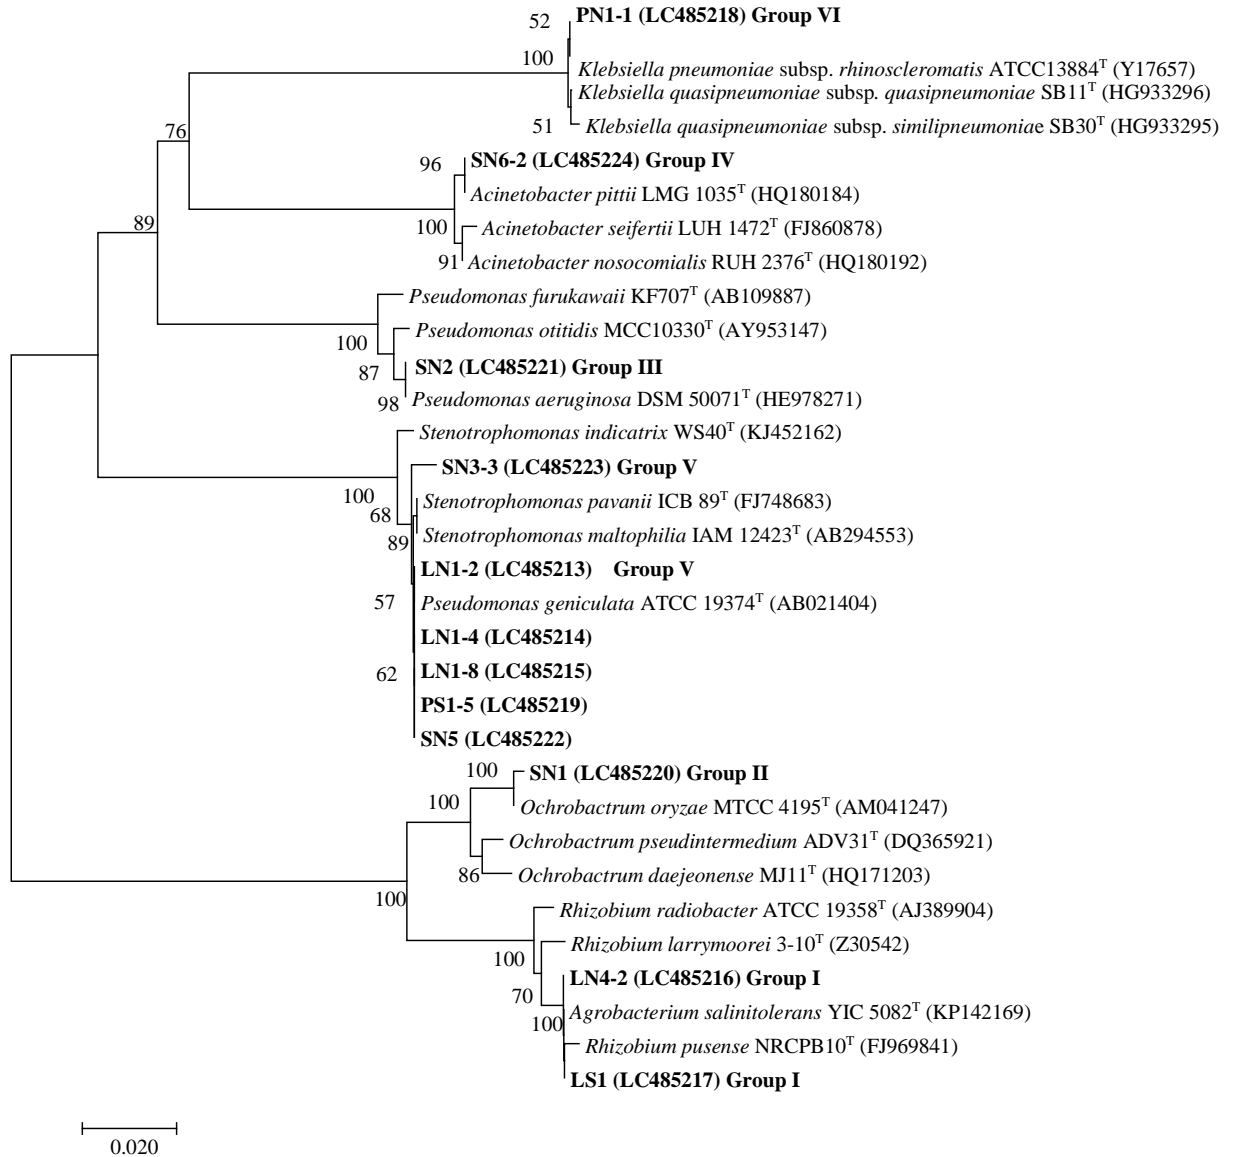 52
PN1-1 (LC485218) Group VI
100
Klebsiella pneumoniae subsp. rhinoscleromatis ATCC13884ᵀ (Y17657)
Klebsiella quasipneumoniae subsp. quasipneumoniae SB11ᵀ (HG933296)
51
Klebsiella quasipneumoniae subsp. similipneumoniae SB30ᵀ (HG933295)
76
96
SN6-2 (LC485224) Group IV
Acinetobacter pittii LMG 1035ᵀ (HQ180184)
89
100
Acinetobacter seifertii LUH 1472ᵀ (FJ860878)
91
Acinetobacter nosocomialis RUH 2376ᵀ (HQ180192)
Pseudomonas furukawaii KF707ᵀ (AB109887)
Pseudomonas otitidis MCC10330ᵀ (AY953147)
100
SN2 (LC485221) Group III
87
98
Pseudomonas aeruginosa DSM 50071ᵀ (HE978271)
Stenotrophomonas indicatrix WS40ᵀ (KJ452162)
SN3-3 (LC485223) Group V
100
Stenotrophomonas pavanii ICB 89ᵀ (FJ748683)
68
Stenotrophomonas maltophilia IAM 12423ᵀ (AB294553)
89
LN1-2 (LC485213) Group V
57
Pseudomonas geniculata ATCC 19374ᵀ (AB021404)
LN1-4 (LC485214)
62
LN1-8 (LC485215)
PS1-5 (LC485219)
SN5 (LC485222)
100
SN1 (LC485220) Group II
100
Ochrobactrum oryzae MTCC 4195ᵀ (AM041247)
Ochrobactrum pseudintermedium ADV31ᵀ (DQ365921)
86
Ochrobactrum daejeonense MJ11ᵀ (HQ171203)
100
Rhizobium radiobacter ATCC 19358ᵀ (AJ389904)
Rhizobium larrymoorei 3-10ᵀ (Z30542)
100
LN4-2 (LC485216) Group I
70
Agrobacterium salinitolerans YIC 5082ᵀ (KP142169)
100
Rhizobium pusense NRCPB10ᵀ (FJ969841)
LS1 (LC485217) Group I
0.020